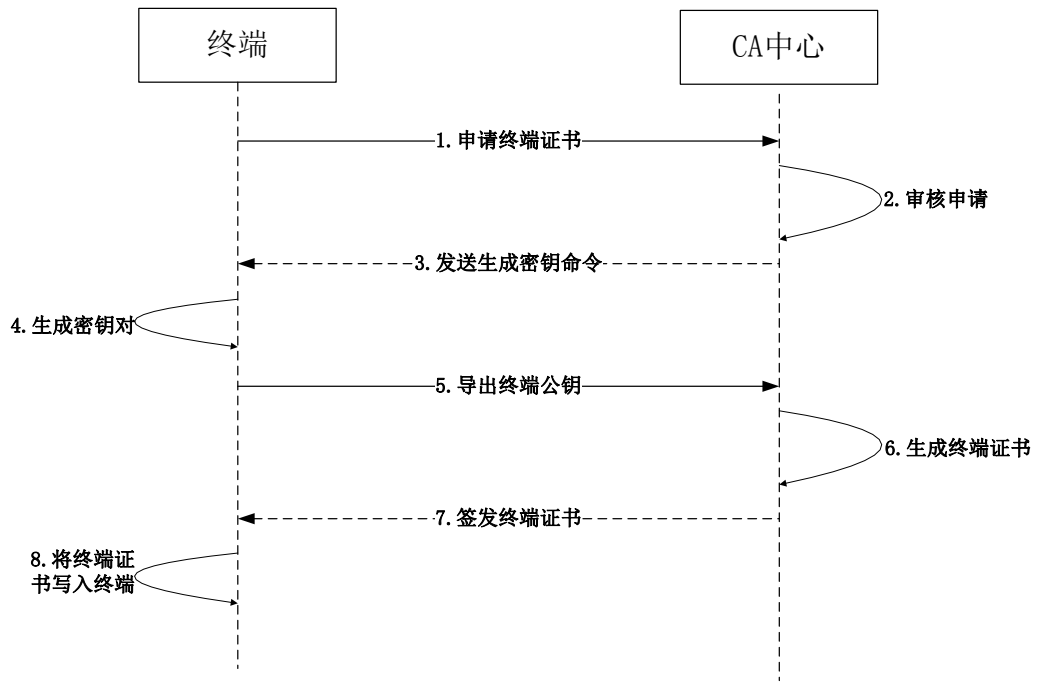 终端
CA中心
1.申请终端证书
2.审核申请
3.发送生成密钥命令
4.生成密钥对
5.导出终端公钥
6.生成终端证书
7.签发终端证书
8.将终端证
书写入终端